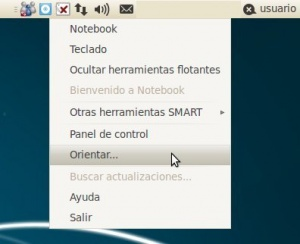 usuario
Notebook
Teclado
Ocultar herramientas flotantes
Bienvenido a Notebook
Otras herramientas SMART
Panel de control
Orientar...
Buscar actualizaciones...
Ayuda
Salir